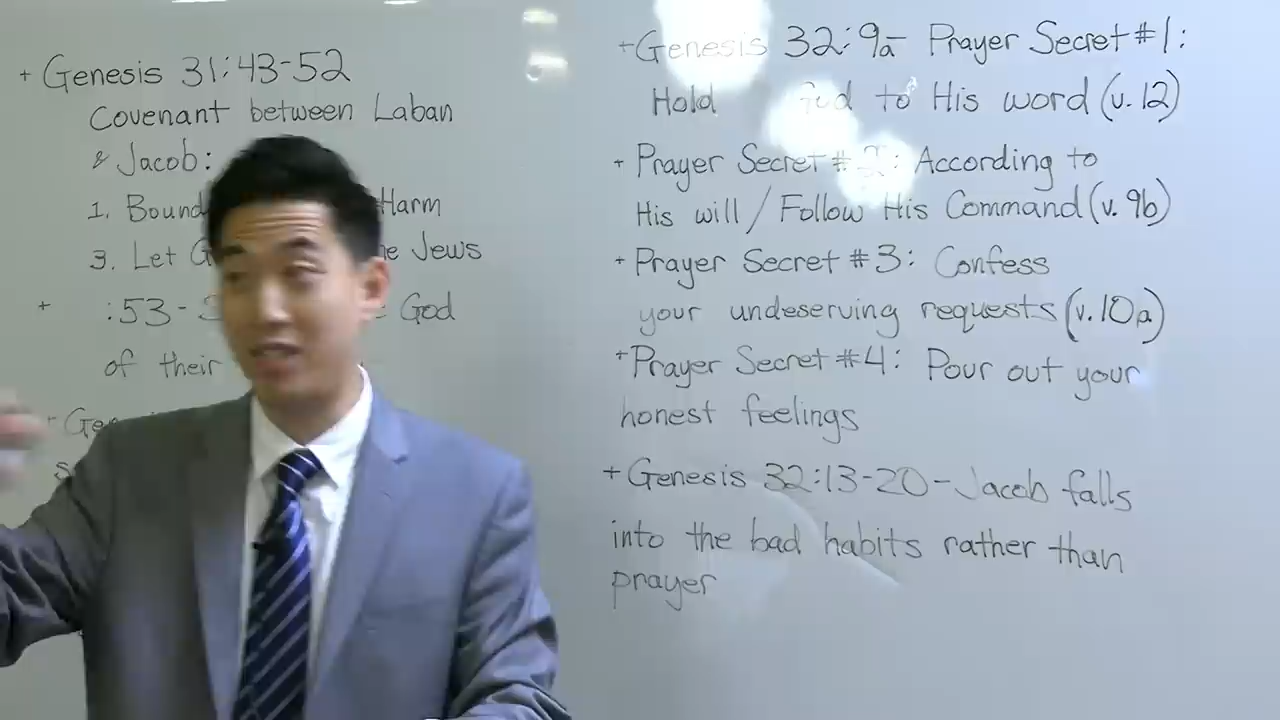 + Genesis 31:43-52
Covenant between Laban
& Jacob:
1. Bound Harm
3. Let Jews
+ :53- God
of their
+Genesis 32:9a- Prayer Secret #1:
Hold God to His word (v. 12)
+ Prayer Secret # 2: According to
His will / Follow His Command (v. 9b)
+ Prayer Secret #3: Confess
your undeserving requests (v.10a)
+Prayer Secret #4: Pour out your
honest feelings
+ Genesis 32:13-20- Jacob falls
into the bad habits rather than
prayer